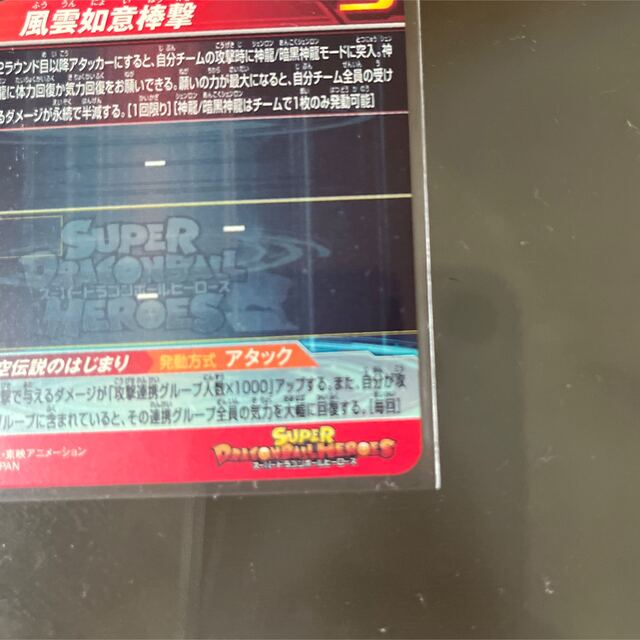 風雲如意棒撃
2ラウンド目以降アタッカーにすると、自分チームの攻撃時に神龍/暗黒神龍モードに突入。神
龍に体力回復か気力回復をお願いできる。願いの力が最大になると、自分チーム全員の受け
るダメージが永続で半減する。[1回限り][神龍/暗黒神龍はチームで1枚のみ発動可能]
SUPER
DRAGONBALL
スーパードラゴンボールヒーローズ
HEROES
空伝説のはじまり 発動方式 アタック
撃で与えるダメージが「攻撃連携グループ人数×1000」アップする。また、自分が攻
グループに含まれていると、その連携グループ全員の気力を大幅に回復する。[毎回]
・東映アニメーション
PAN
SUPER
DRAGONBALL HEROES
スーパードラゴンボールヒーローズ